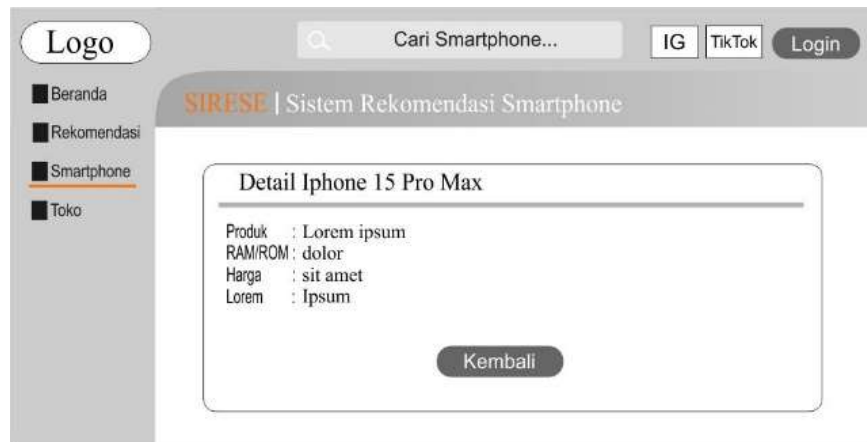 Logo
Cari Smartphone...
IG
TikTok
Login
Beranda
Rekomendasi
Smartphone
Toko
SIRESE | Sistem Rekomendasi Smartphone
Detail Iphone 15 Pro Max
Produk : Lorem ipsum
RAM/ROM : dolor
Harga : sit amet
Lorem : Ipsum
Kembali